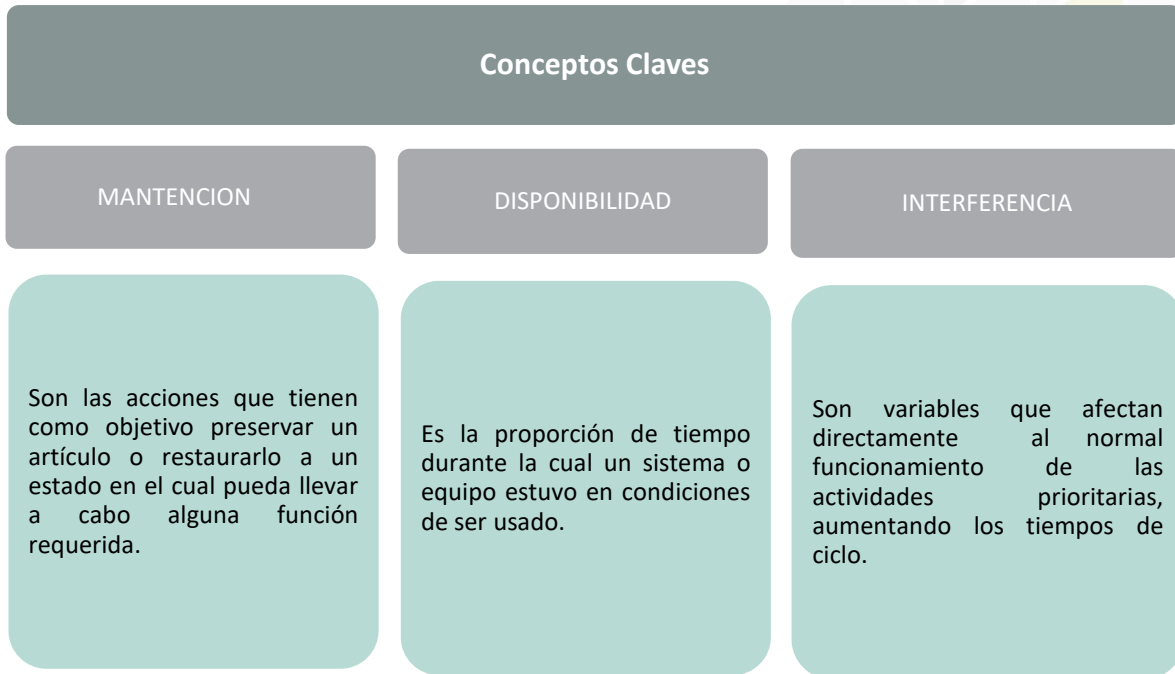 Conceptos Claves
MANTENCION
DISPONIBILIDAD
INTERFERENCIA
Son las acciones que tienen
como objetivo preservar un
artículo o restaurarlo a un
estado en el cual pueda llevar
a cabo alguna función
requerida.
Es la proporción de tiempo
durante la cual un sistema o
equipo estuvo en condiciones
de ser usado.
Son variables que afectan
directamente al normal
funcionamiento de las
actividades prioritarias,
aumentando los tiempos de
ciclo.